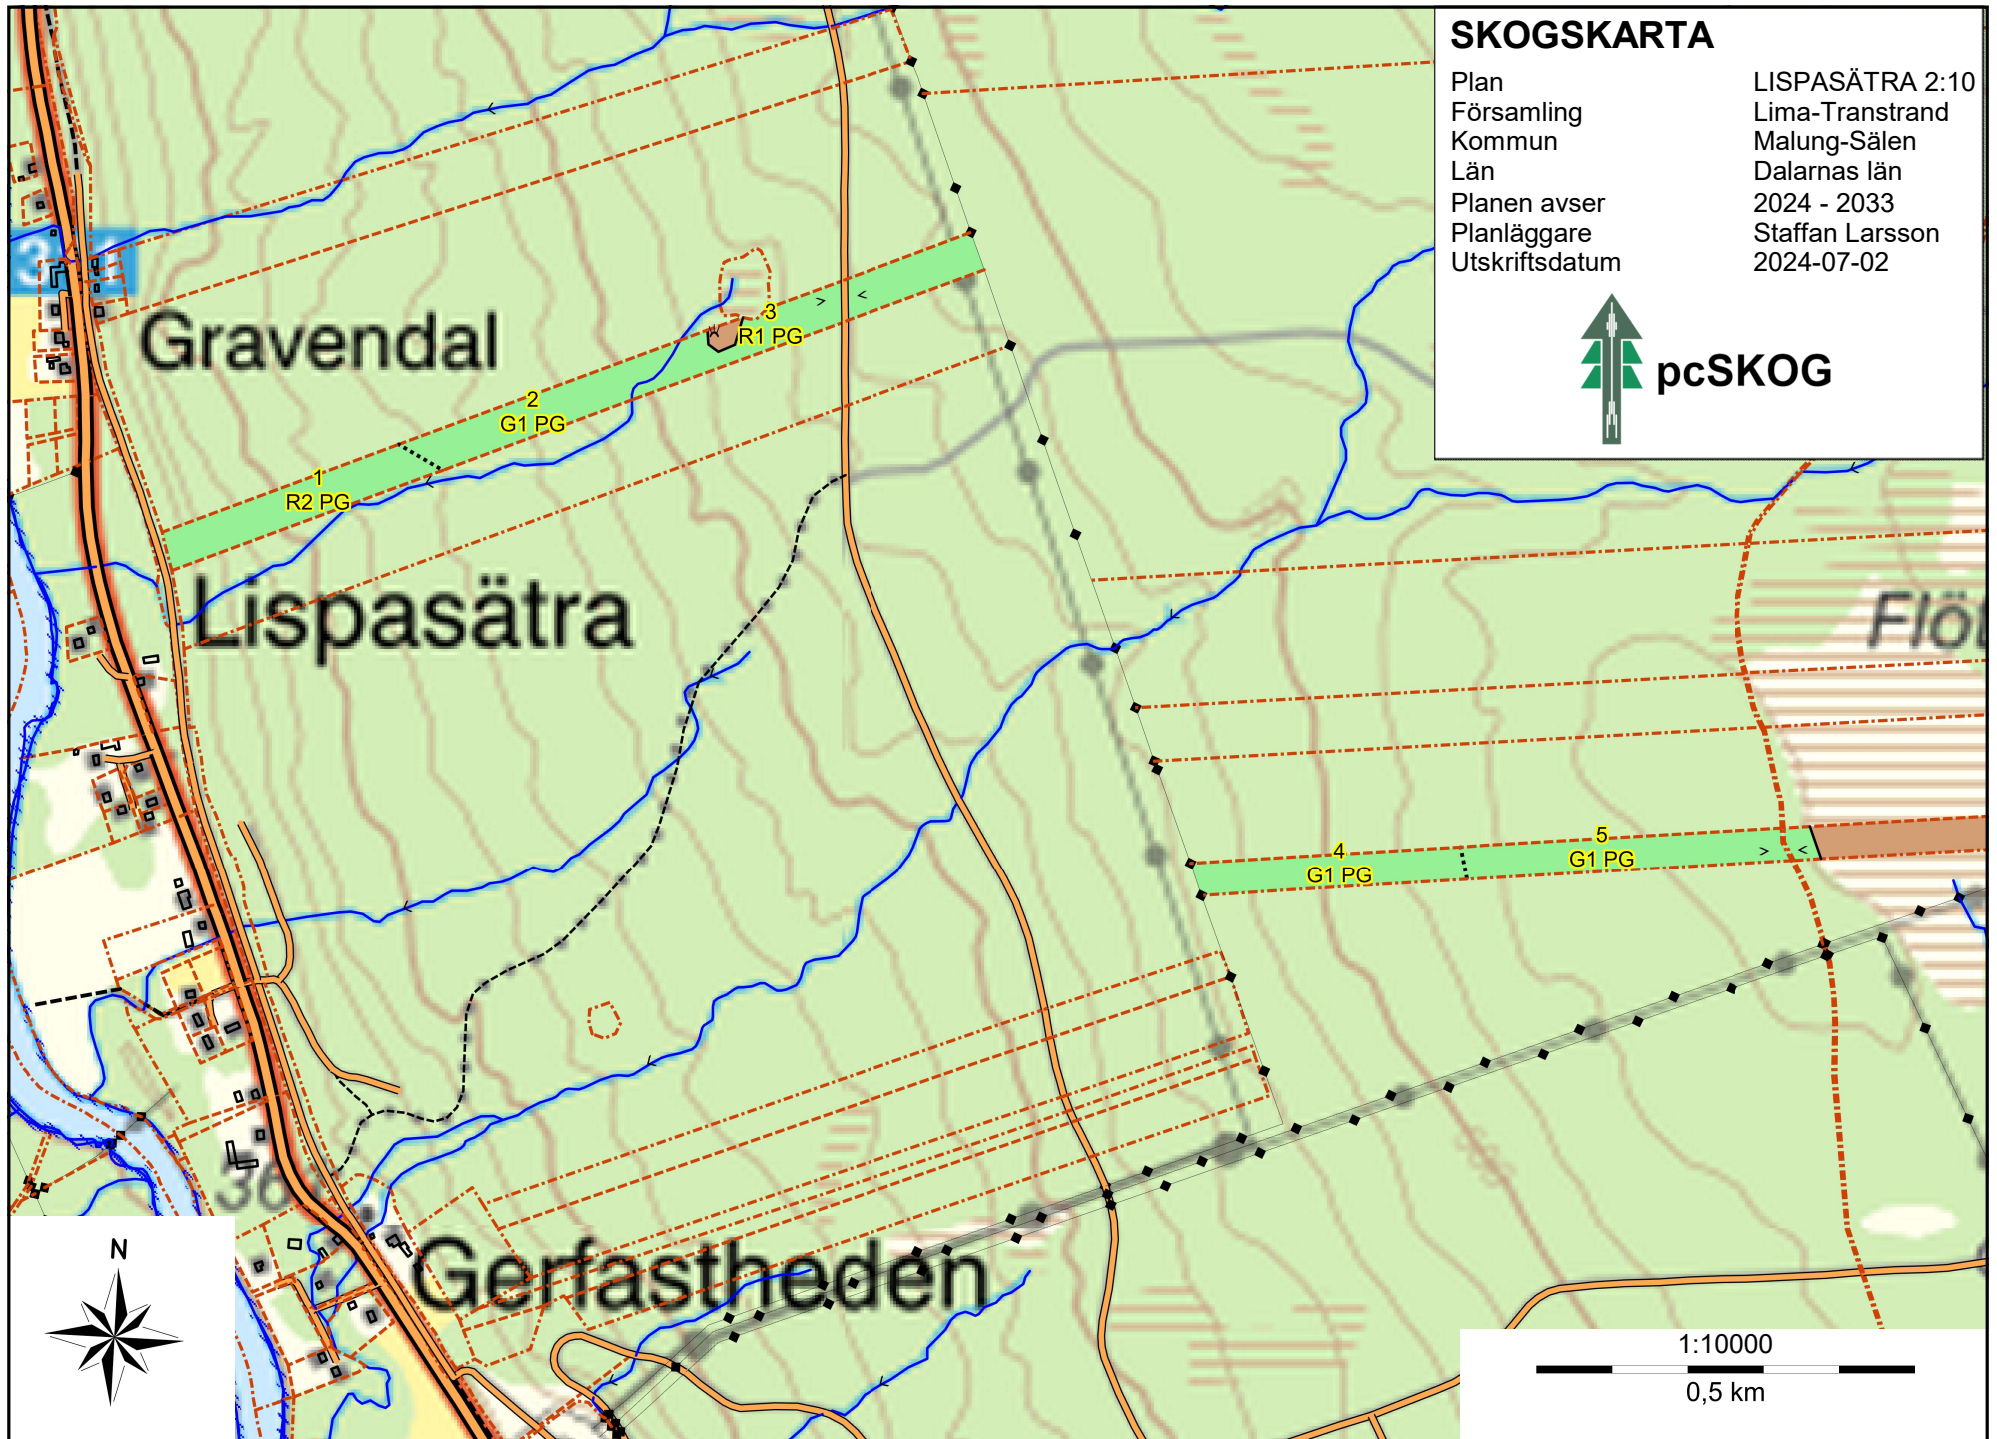 SKOGSKARTA
Plan LISPASÄTRA 2:10
Församling Lima-Transtrand
Kommun Malung-Sälen
Län Dalarnas län
Planen avser 2024 - 2033
Planläggare Staffan Larsson
Utskriftsdatum 2024-07-02
pcSKOG
Gravendal
3
R1 PG
2
G1 PG
1
R2 PG
Lispasätra
Flöt
4
G1 PG
5
G1 PG
Gerfastheden
N
1:10000
0,5 km